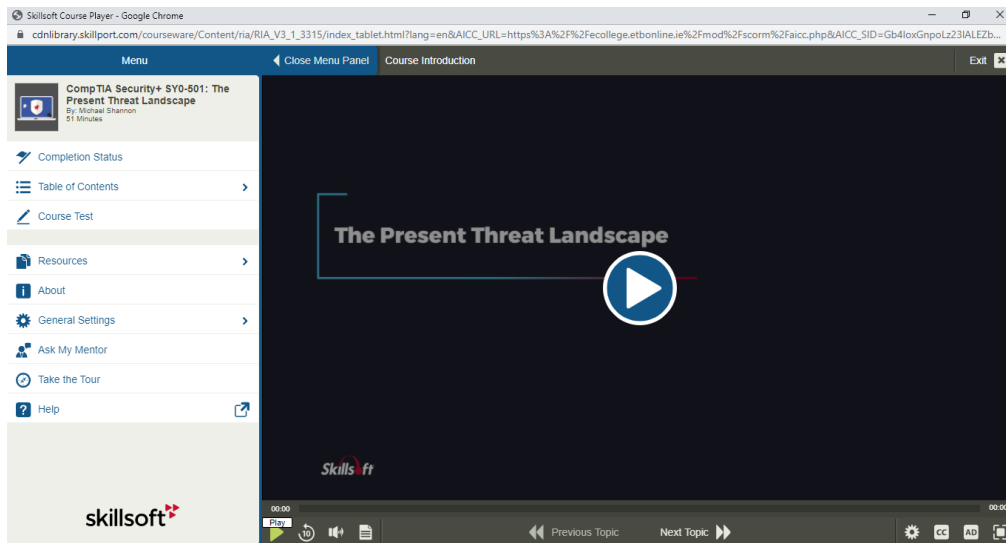 Skillsoft Course Player - Google Chrome
cdnlibrary.skillport.com/courseware/Content/ria/RIA_V3_1_3315/index_tablet.html?lang=en&AICC_URL=https%3A%2F%2Fecollege.etbonline.ie%2Fmod%2Fscorm%2Faicc.php&AICC_SID=Gb4IoxGnpoLz23IALEZb...
Menu
Close Menu Panel
Course Introduction
Exit
CompTIA Security+ SY0-501: The
Present Threat Landscape
By: Michael Shannon
51 Minutes
Completion Status
Table of Contents
Course Test
Resources
About
General Settings
Ask My Mentor
Take the Tour
Help
skillsoft
The Present Threat Landscape
Skillsoft
00:00
00:00
Play
10
Previous Topic
Next Topic
CC
AD